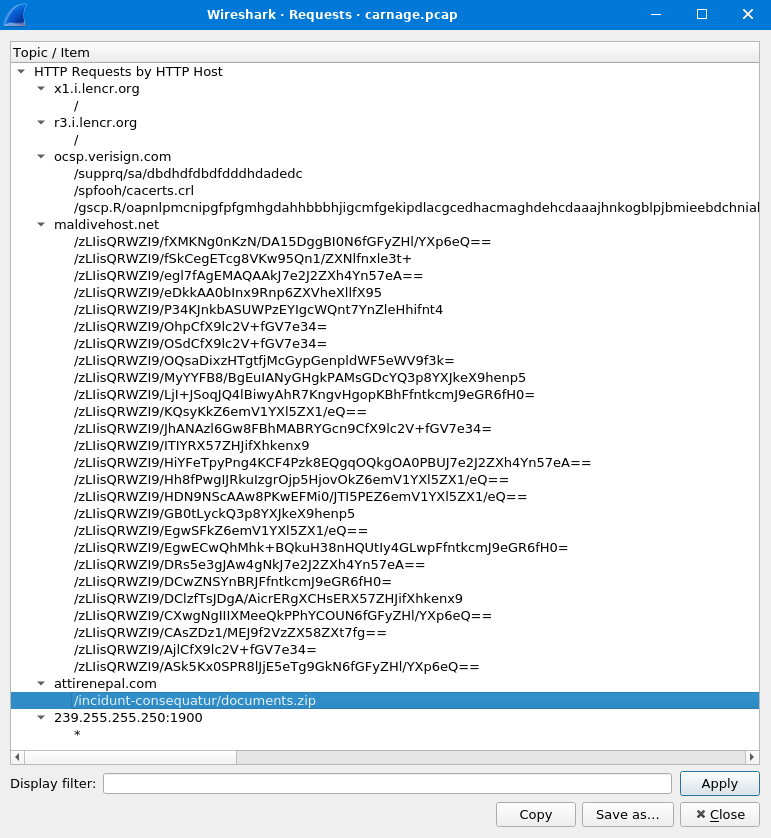 Wireshark · Requests · carnage.pcap
Topic / Item
HTTP Requests by HTTP Host
x1.i.lencr.org
/
r3.i.lencr.org
/
ocsp.verisign.com
/supprq/sa/dbdhdfdbdfdddhdadedc
/spfooh/cacerts.crl
/gscp.R/oapnlpmcnipgfpfgmhgdahhbbbhjigcmfgekipdlacgcedhacmaghdehcdaaajhnkogblpjbmieebdchnial
maldivehost.net
/zLIisQRWZI9/fXMKNg0nKzN/DA15DggBI0N6fGFyZHl/YXp6eQ==
/zLIisQRWZI9/fSkCegETcg8VKw95Qn1/ZXNlfnxle3t+
/zLIisQRWZI9/egl7fAgEMAQAAkJ7e2J2ZXh4Yn57eA==
/zLIisQRWZI9/eDkkAA0bInx9Rnp6ZXVheXllfX95
/zLIisQRWZI9/P34KJnkbASUWPzEYIgcWQnt7YnZleHhifnt4
/zLIisQRWZI9/OhpCfX9lc2V+fGV7e34=
/zLIisQRWZI9/OSdCfX9lc2V+fGV7e34=
/zLIisQRWZI9/OQsaDixzHTgtfjMcGypGenpldWF5eWV9f3k=
/zLIisQRWZI9/MyYYFB8/BgEuIANyGHgkPAMsGDcYQ3p8YXJkeX9henp5
/zLIisQRWZI9/LjI+JSoqJQ4lBiwyAhR7KngvHgopKBhFfntkcmJ9eGR6fH0=
/zLIisQRWZI9/KQsyKkZ6emV1YXl5ZX1/eQ==
/zLIisQRWZI9/JhANAzl6Gw8FBhMABRYGcn9CfX9lc2V+fGV7e34=
/zLIisQRWZI9/ITIYRX57ZHJifXhkenx9
/zLIisQRWZI9/HiYFeTpyPng4KCF4Pzk8EQgqOQkgOA0PBUJ7e2J2ZXh4Yn57eA==
/zLIisQRWZI9/Hh8fPwgIJRkuIzgrOjp5HjovOkZ6emV1YXl5ZX1/eQ==
/zLIisQRWZI9/HDN9NScAAw8PKwEFMi0/JTI5PEZ6emV1YXl5ZX1/eQ==
/zLIisQRWZI9/GB0tLyckQ3p8YXJkeX9henp5
/zLIisQRWZI9/EgwSFkZ6emV1YXl5ZX1/eQ==
/zLIisQRWZI9/EgwECwQhMhk+BQkuH38nHQUtIy4GLwpFfntkcmJ9eGR6fH0=
/zLIisQRWZI9/DRs5e3gJAw4gNkJ7e2J2ZXh4Yn57eA==
/zLIisQRWZI9/DCwZNSYnBRJFfntkcmJ9eGR6fH0=
/zLIisQRWZI9/DClzfTsJDgA/AicrERgXCHsERX57ZHJifXhkenx9
/zLIisQRWZI9/CXwgNgIIIXMeeQkPPhYCOUN6fGFyZHl/YXp6eQ==
/zLIisQRWZI9/CAsZDz1/MEJ9f2VzZX58ZXt7fg==
/zLIisQRWZI9/AjlCfX9lc2V+fGV7e34=
/zLIisQRWZI9/ASk5Kx0SPR8lJjE5eTg9GkN6fGFyZHl/YXp6eQ==
attirenepal.com
/incidunt-consequatur/documents.zip
239.255.255.250:1900
*
Display filter:
Apply
Copy
Save as…
Close